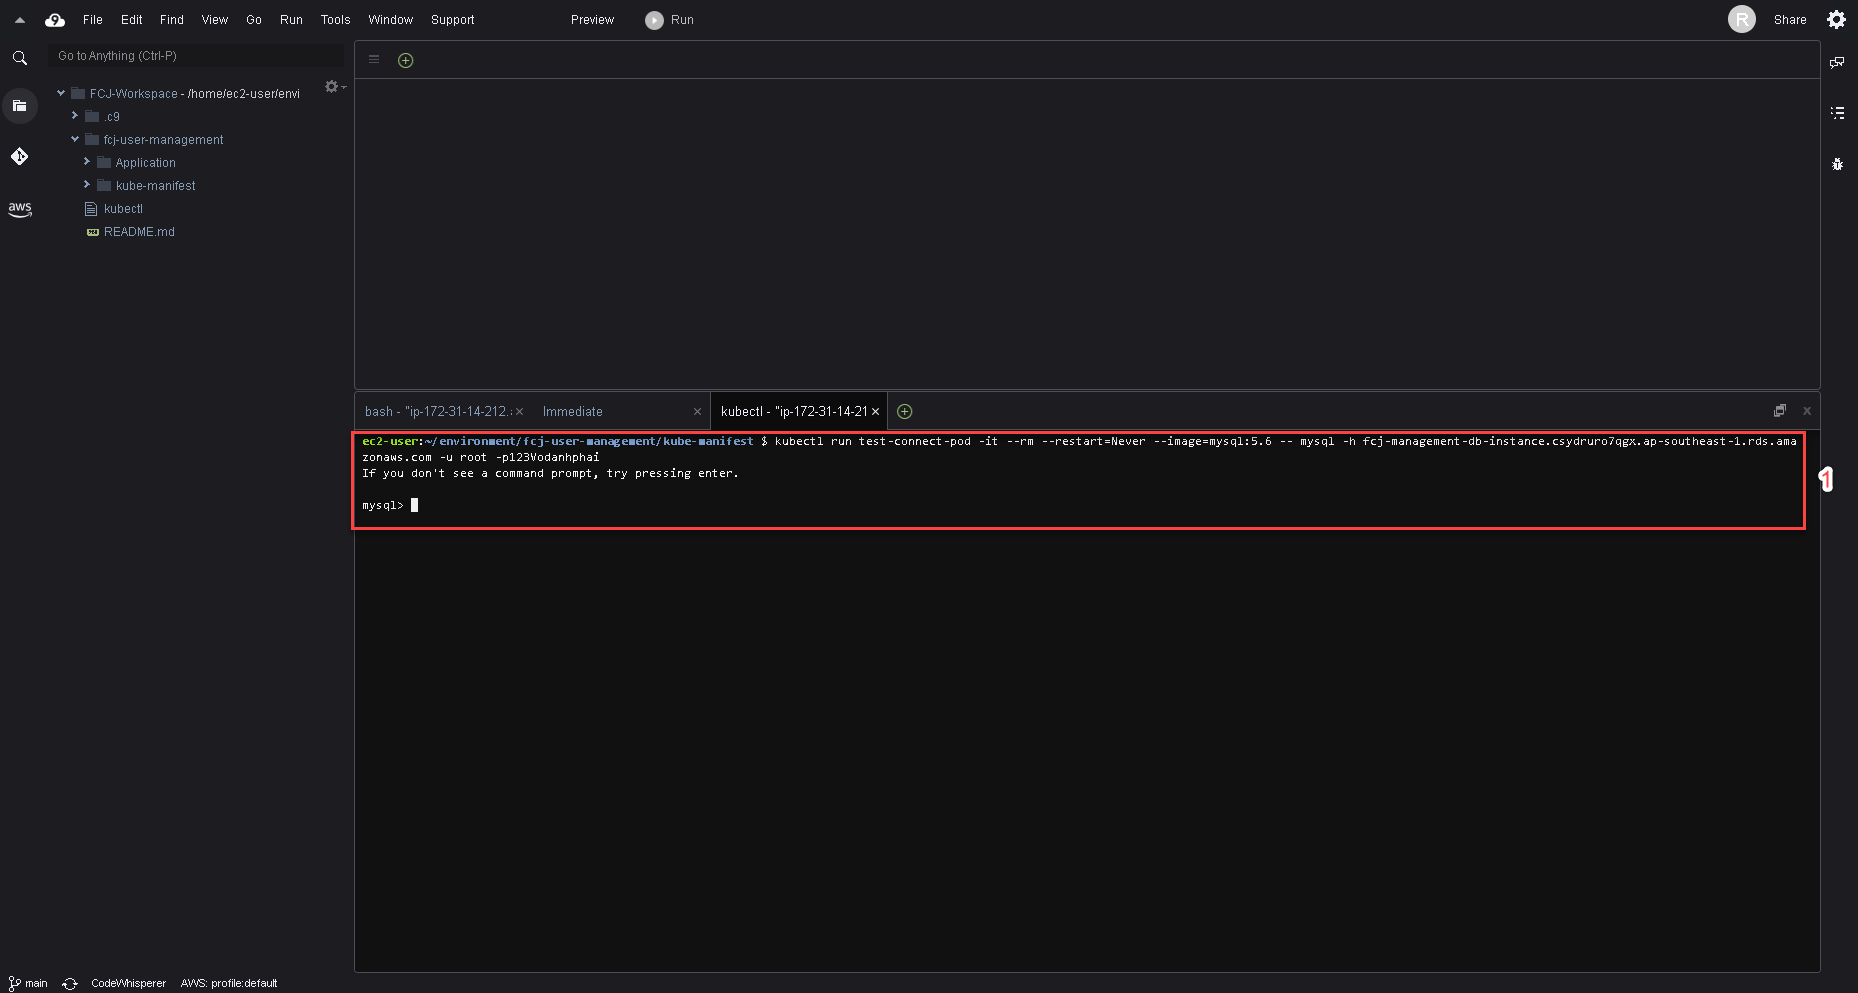 9 File Edit Find View Go Run Tools Window Support Preview Run R Share
Go to Anything (Ctrl-P)
FCJ-Workspace - /home/ec2-user/envi
.c9
fcj-user-management
Application
kube-manifest
kubectl
README.md
aws
bash - "ip-172-31-14-212.: × Immediate × kubectl - "ip-172-31-14-21 ×
ec2-user:~/environment/fcj-user-management/kube-manifest $ kubectl run test-connect-pod -it --rm --restart=Never --image=mysql:5.6 -- mysql -h fcj-management-db-instance.csydruro7qgx.ap-southeast-1.rds.ama
zonaws.com -u root -p123Vodanhphai
If you don't see a command prompt, try pressing enter.
mysql>
1
main CodeWhisperer AWS: profile:default